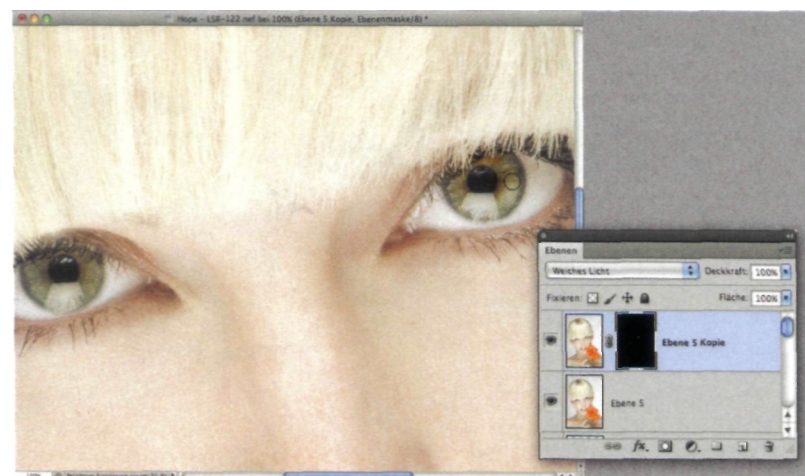 Hope - LSR-122.nef bei 100% (Ebene 5 Kopie, Ebenenmaske/8) *
Ebenen
Weiches Licht Deckkraft: 100%
Fixieren: Fläche: 100%
Ebene 5 Kopie
Ebene 5
fx.